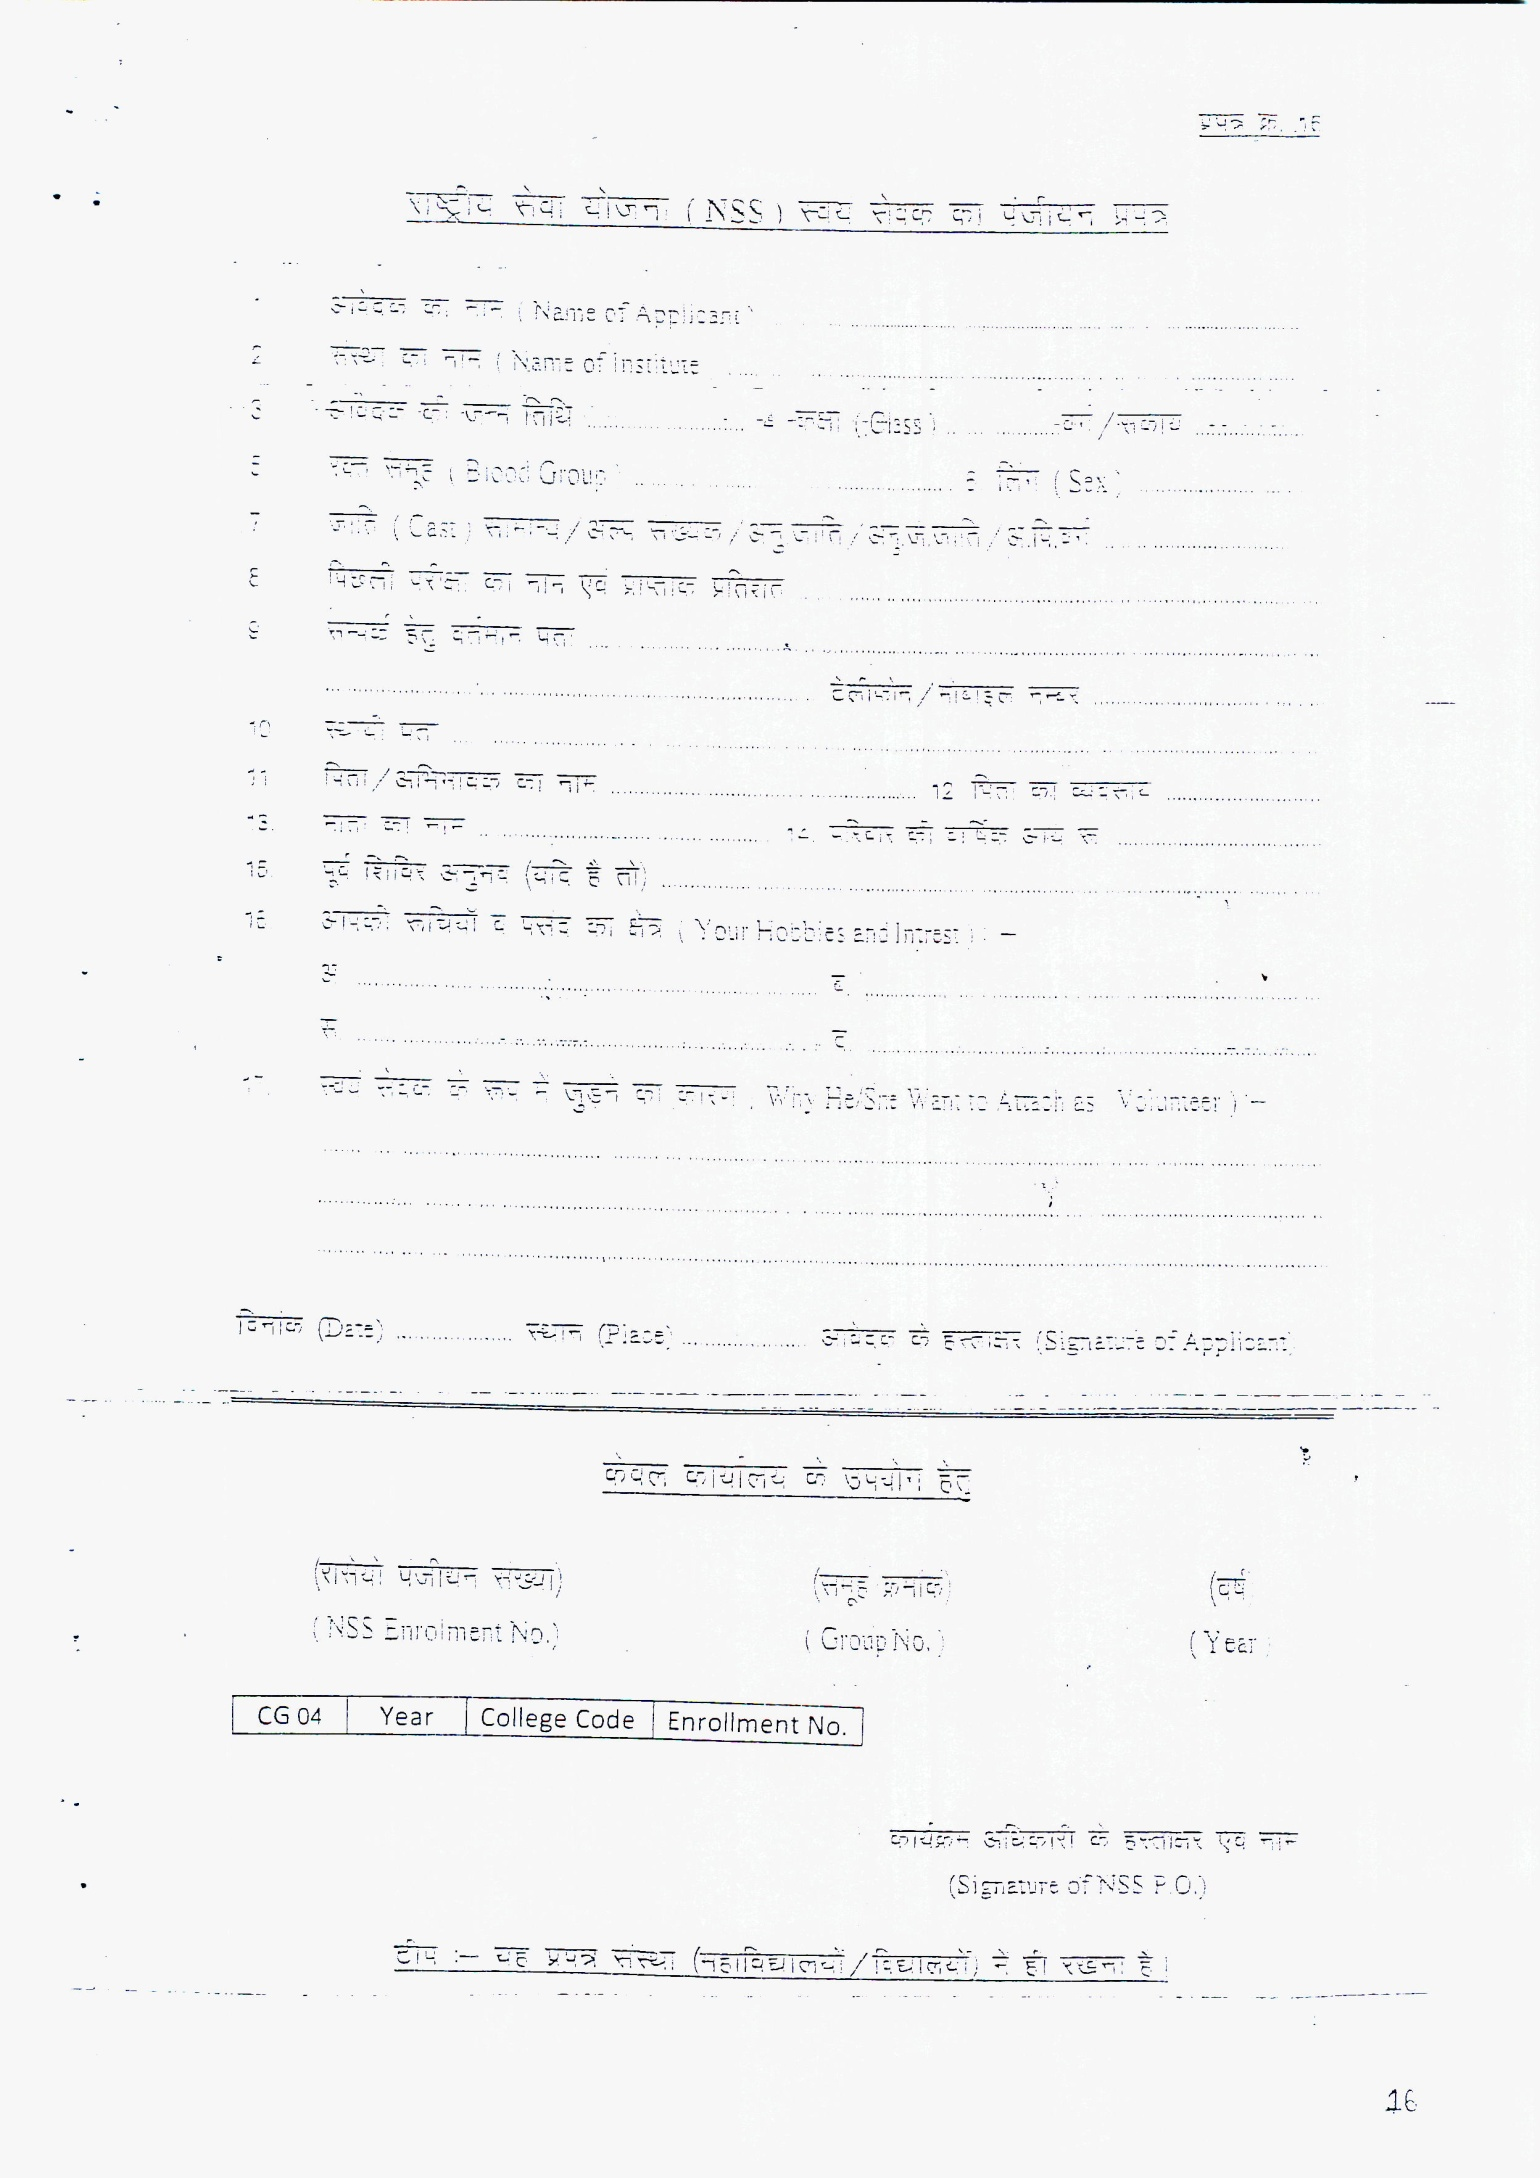 प्रपत्र क्र. 16
राष्ट्रीय सेवा योजना ( NSS ) स्वयं सेवक का पंजीयन प्रपत्र
1 आवेदक का नाम ( Name of Applicant ) ........................
2 संस्था का नाम ( Name of Institute ........................
3 आवेदक की जन्म तिथि ............ 4 कक्षा ( Class ) ............ वर्ग / संकाय ............
5 रक्त समूह ( Blood Group ) ........................ 6 लिंग ( Sex ) ............
7 जाति ( Cast ) सामान्य / अल्प संख्यक / अनु.जाति / अनु.ज.जाति / अ.पि.वर्ग ............
8 पिछली परीक्षा का नाम एवं प्राप्तांक प्रतिशत ........................
9 सम्पर्क हेतु वर्तमान पता ........................
........................ टेलीफोन / मोबाइल नम्बर ............
10 स्थायी पता ........................
11 पिता / अभिभावक का नाम ............ 12 पिता का व्यवसाय ............
13. माता का नाम ............ 14. परिवार की वार्षिक आय रू ............
15. पूर्व शिविर अनुभव (यदि है तो) ........................
16 आपकी रूचियॉ व पसंद का क्षेत्र ( Your Hobbies and Intrest ) : –
अ ............ ब. ............
स. ............ द. ............
17. स्वयं सेवक के रूप में जुड़ने का कारण ( Why He/She Want to Attach as Volunteer ) :–
........................
........................
........................
दिनांक (Date) ............ स्थान (Place) ............ आवेदक के हस्ताक्षर (Signature of Applicant)
केवल कार्यालय के उपयोग हेतु
(रासेयो पंजीयन संख्या) (समूह क्रमांक) (वर्ष)
( NSS Enrolment No.) ( Group No. ) ( Year )
CG 04 Year College Code Enrollment No.
कार्यक्रम अधिकारी के हस्ताक्षर एवं नाम
(Signature of NSS P.O.)
टीप :– यह प्रपत्र संस्था (महाविद्यालयों / विद्यालयों) में ही रखना है।
16